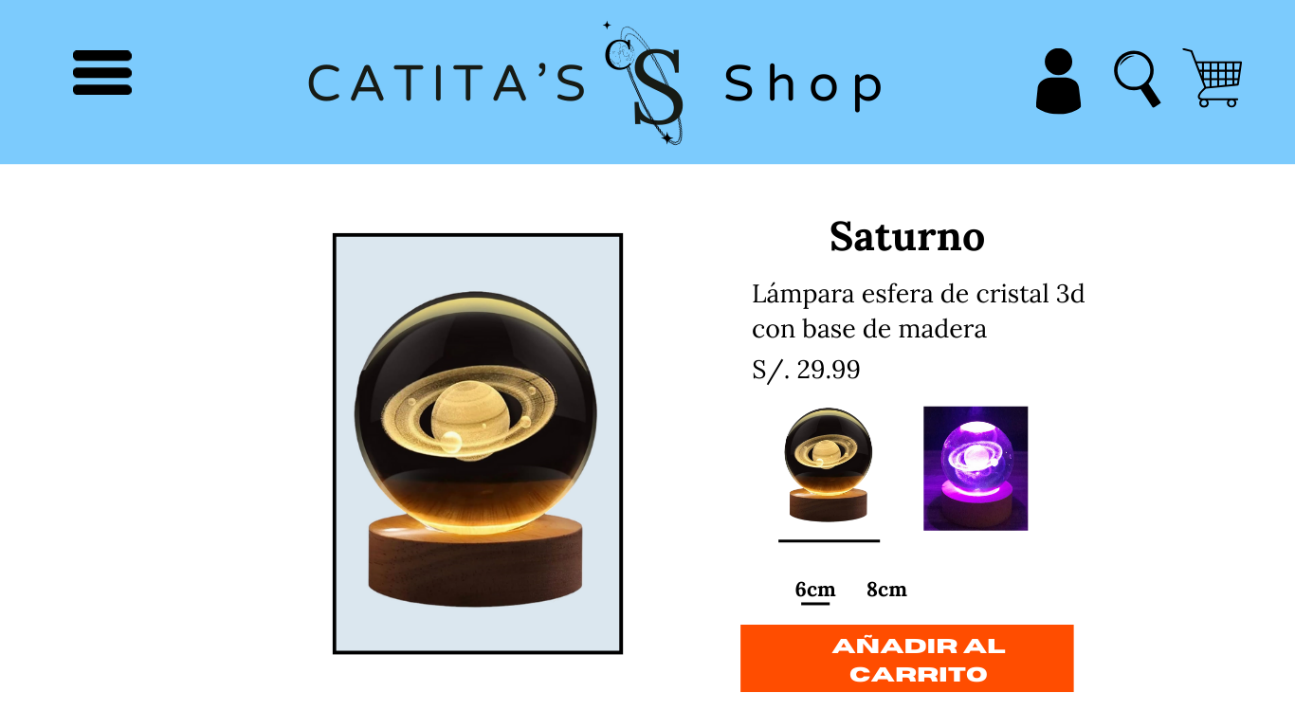 CATITA'S CS Shop
Saturno
Lámpara esfera de cristal 3d
con base de madera
S/. 29.99
6cm 8cm
AÑADIR AL
CARRITO